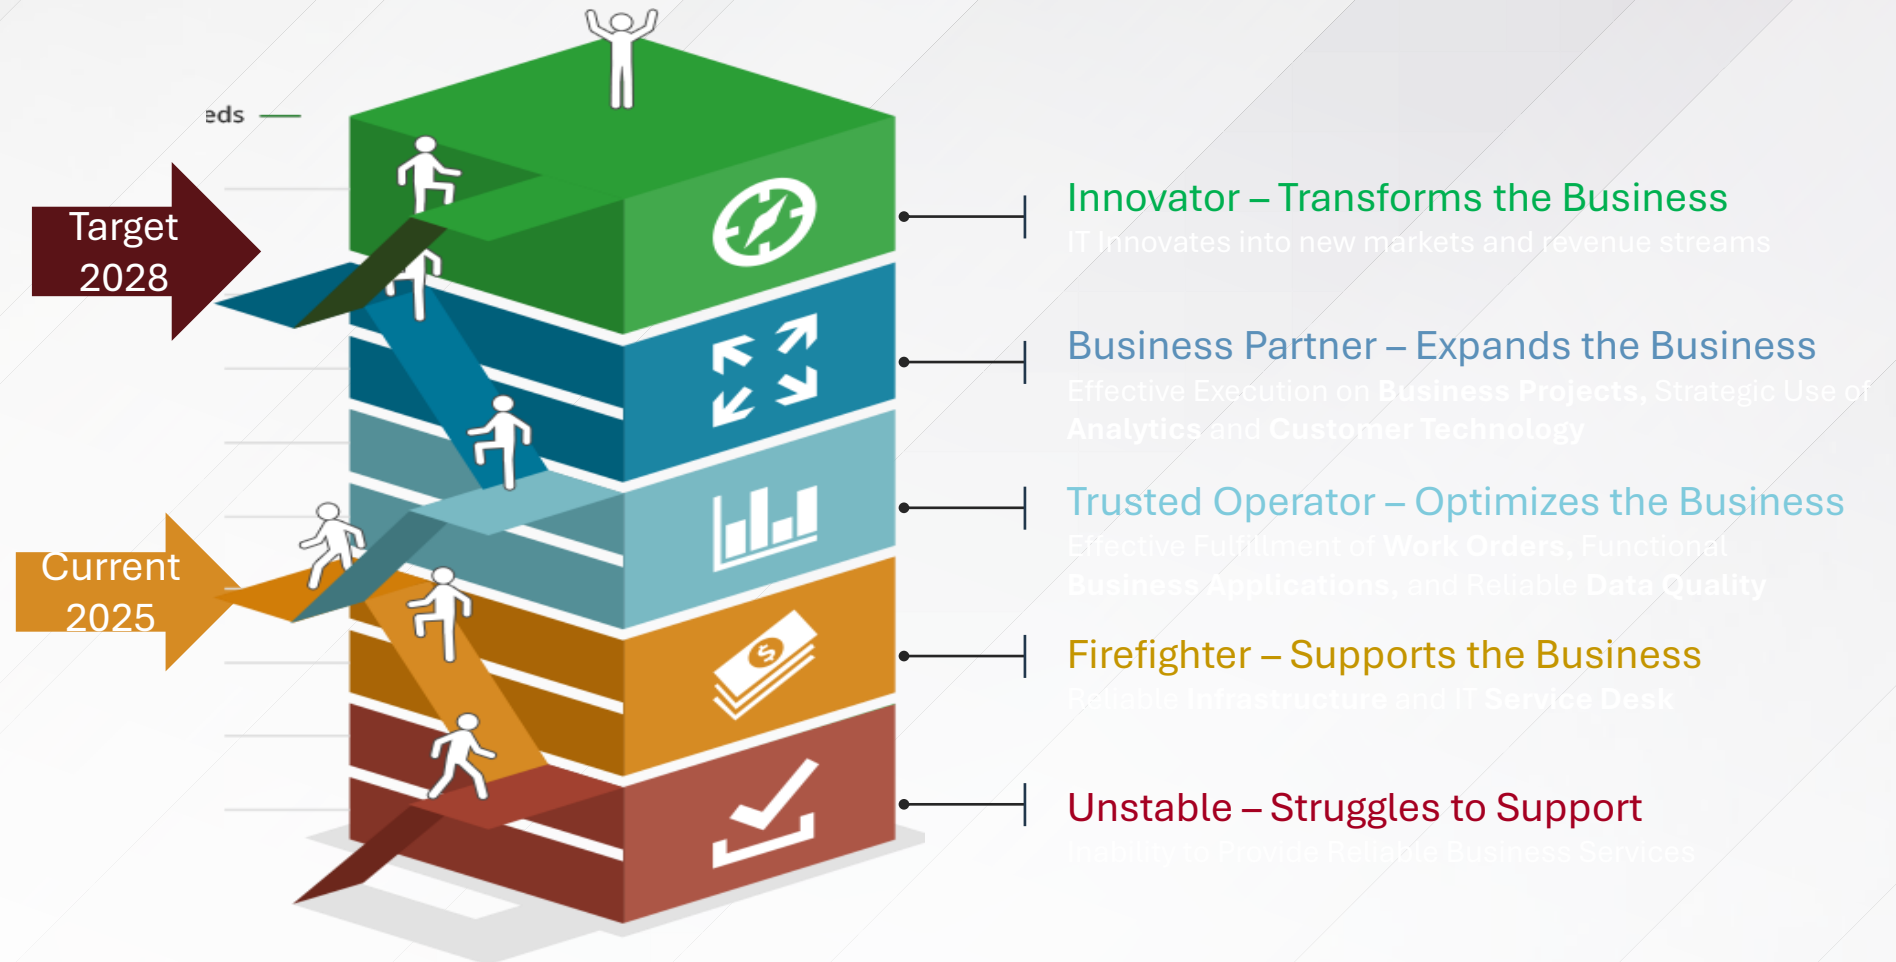 eds
Target
2028
Current
2025
Innovator – Transforms the Business
IT Innovates into new markets and revenue streams
Business Partner – Expands the Business
Effective Execution on Business Projects, Strategic Use of
Analytics and Customer Technology
Trusted Operator – Optimizes the Business
Effective Fulfillment of Work Orders, Functional
Business Applications, and Reliable Data Quality
Firefighter – Supports the Business
Reliable Infrastructure and IT Service Desk
Unstable – Struggles to Support
Inability to Provide Reliable Business Services
$